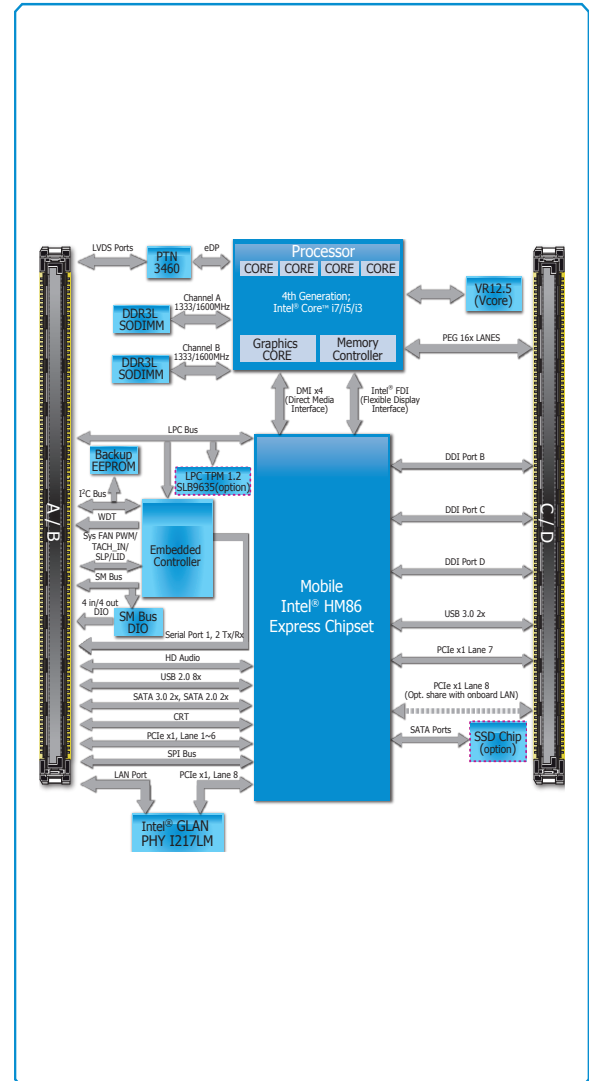 LVDS Ports
PTN
3460
eDP
Processor
CORE CORE CORE CORE
4th Generation;
Intel® Core™ i7/i5/i3
Graphics
CORE
Memory
Controller
VR12.5
(Vcore)
DDR3L
SODIMM
Channel A
1333/1600MHz
DDR3L
SODIMM
Channel B
1333/1600MHz
PEG 16x LANES
DMI x4
(Direct Media
Interface)
Intel® FDI
(Flexible Display
Interface)
LPC Bus
Backup
EEPROM
LPC TPM 1.2
SLB9635(option)
I²C Bus
WDT
Sys FAN PWM/
TACH_IN/
SLP/LID
Embedded
Controller
SM Bus
4 in/4 out
DIO
SM Bus
DIO
Serial Port 1, 2 Tx/Rx
HD Audio
USB 2.0 8x
SATA 3.0 2x, SATA 2.0 2x
CRT
PCIe x1, Lane 1~6
SPI Bus
LAN Port
PCIe x1, Lane 8
Intel® GLAN
PHY I217LM
Mobile
Intel® HM86
Express Chipset
DDI Port B
DDI Port C
DDI Port D
USB 3.0 2x
PCIe x1 Lane 7
PCIe x1 Lane 8
(Opt. share with onboard LAN)
SATA Ports
SSD Chip
(option)
A / B
C / D